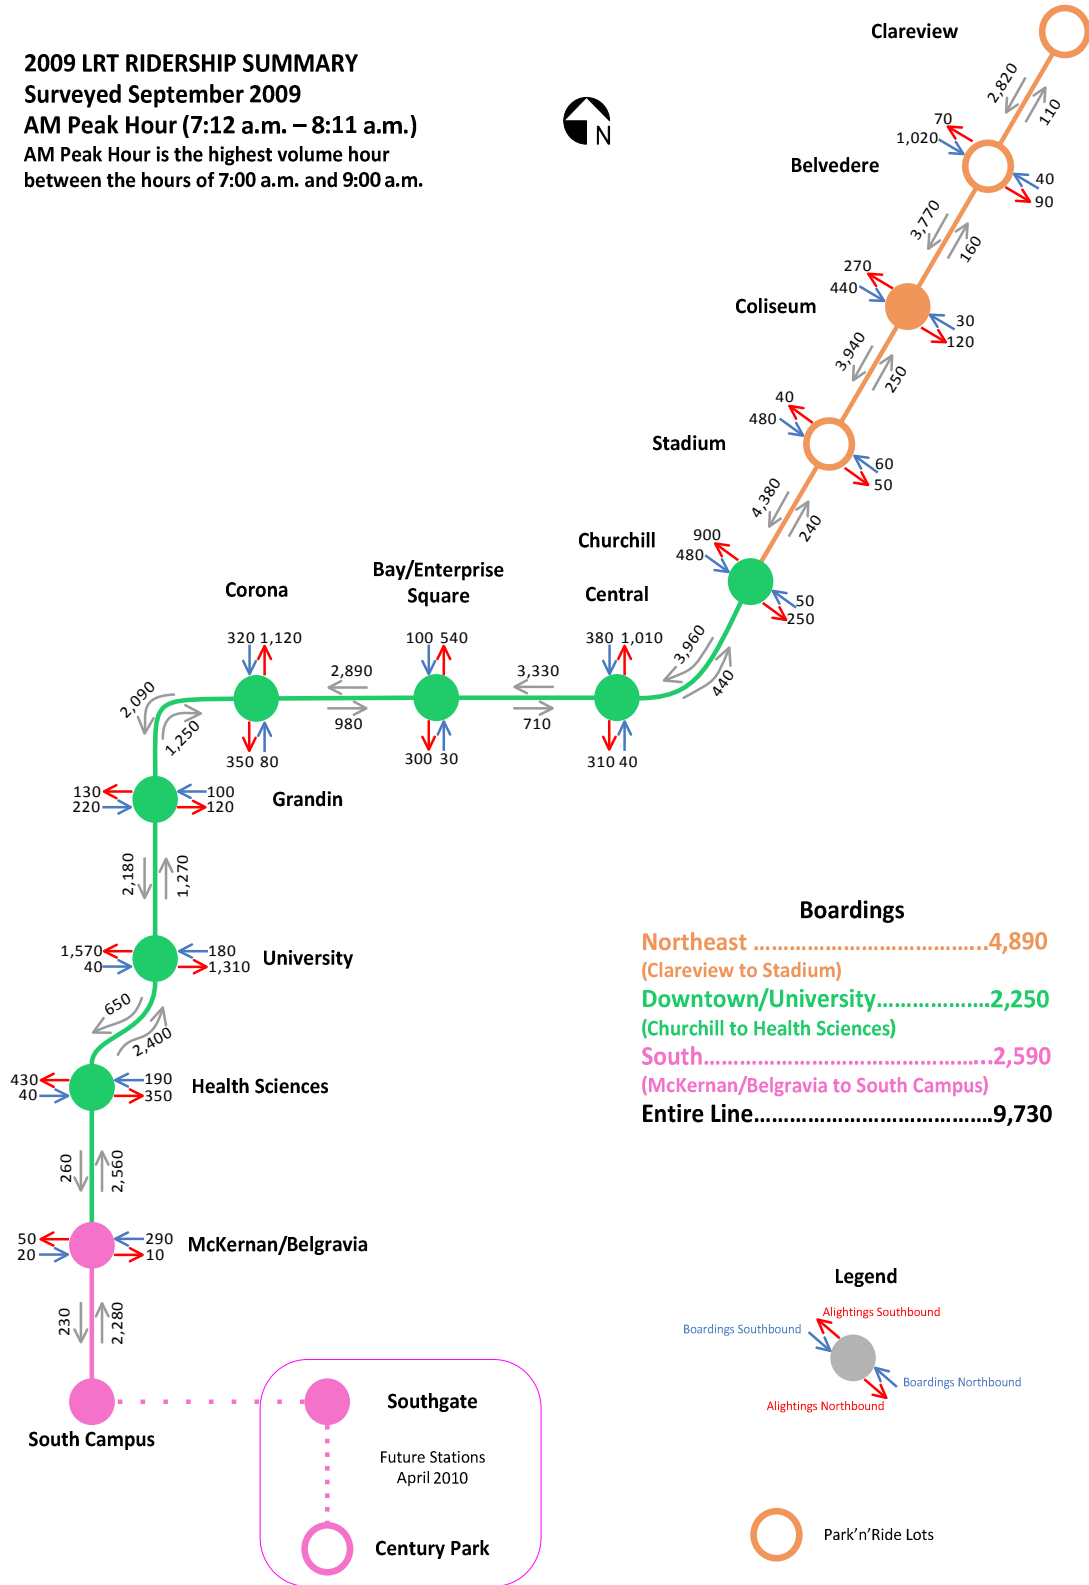 2009 LRT RIDERSHIP SUMMARY
Surveyed September 2009
AM Peak Hour (7:12 a.m. – 8:11 a.m.)
AM Peak Hour is the highest volume hour
between the hours of 7:00 a.m. and 9:00 a.m.
N
Clareview
2,820
110
Belvedere
70
1,020
40
90
3,770
160
Coliseum
270
440
30
120
3,940
250
Stadium
40
480
60
50
4,380
240
Churchill
900
480
50
250
3,960
440
Central
380 1,010
310 40
3,330
710
Bay/Enterprise
Square
100 540
300 30
2,890
980
Corona
320 1,120
350 80
2,090
1,250
Grandin
130
220
100
120
2,180
1,270
University
1,570
40
180
1,310
650
2,400
Health Sciences
430
40
190
350
260
2,560
McKernan/Belgravia
50
20
290
10
230
2,280
South Campus
Southgate
Future Stations
April 2010
Century Park
Boardings
Northeast ……………………………….…4,890
(Clareview to Stadium)
Downtown/University……………….2,250
(Churchill to Health Sciences)
South………………………………………...2,590
(McKernan/Belgravia to South Campus)
Entire Line………………………………….9,730
Legend
Alightings Southbound
Boardings Southbound
Boardings Northbound
Alightings Northbound
Park’n’Ride Lots